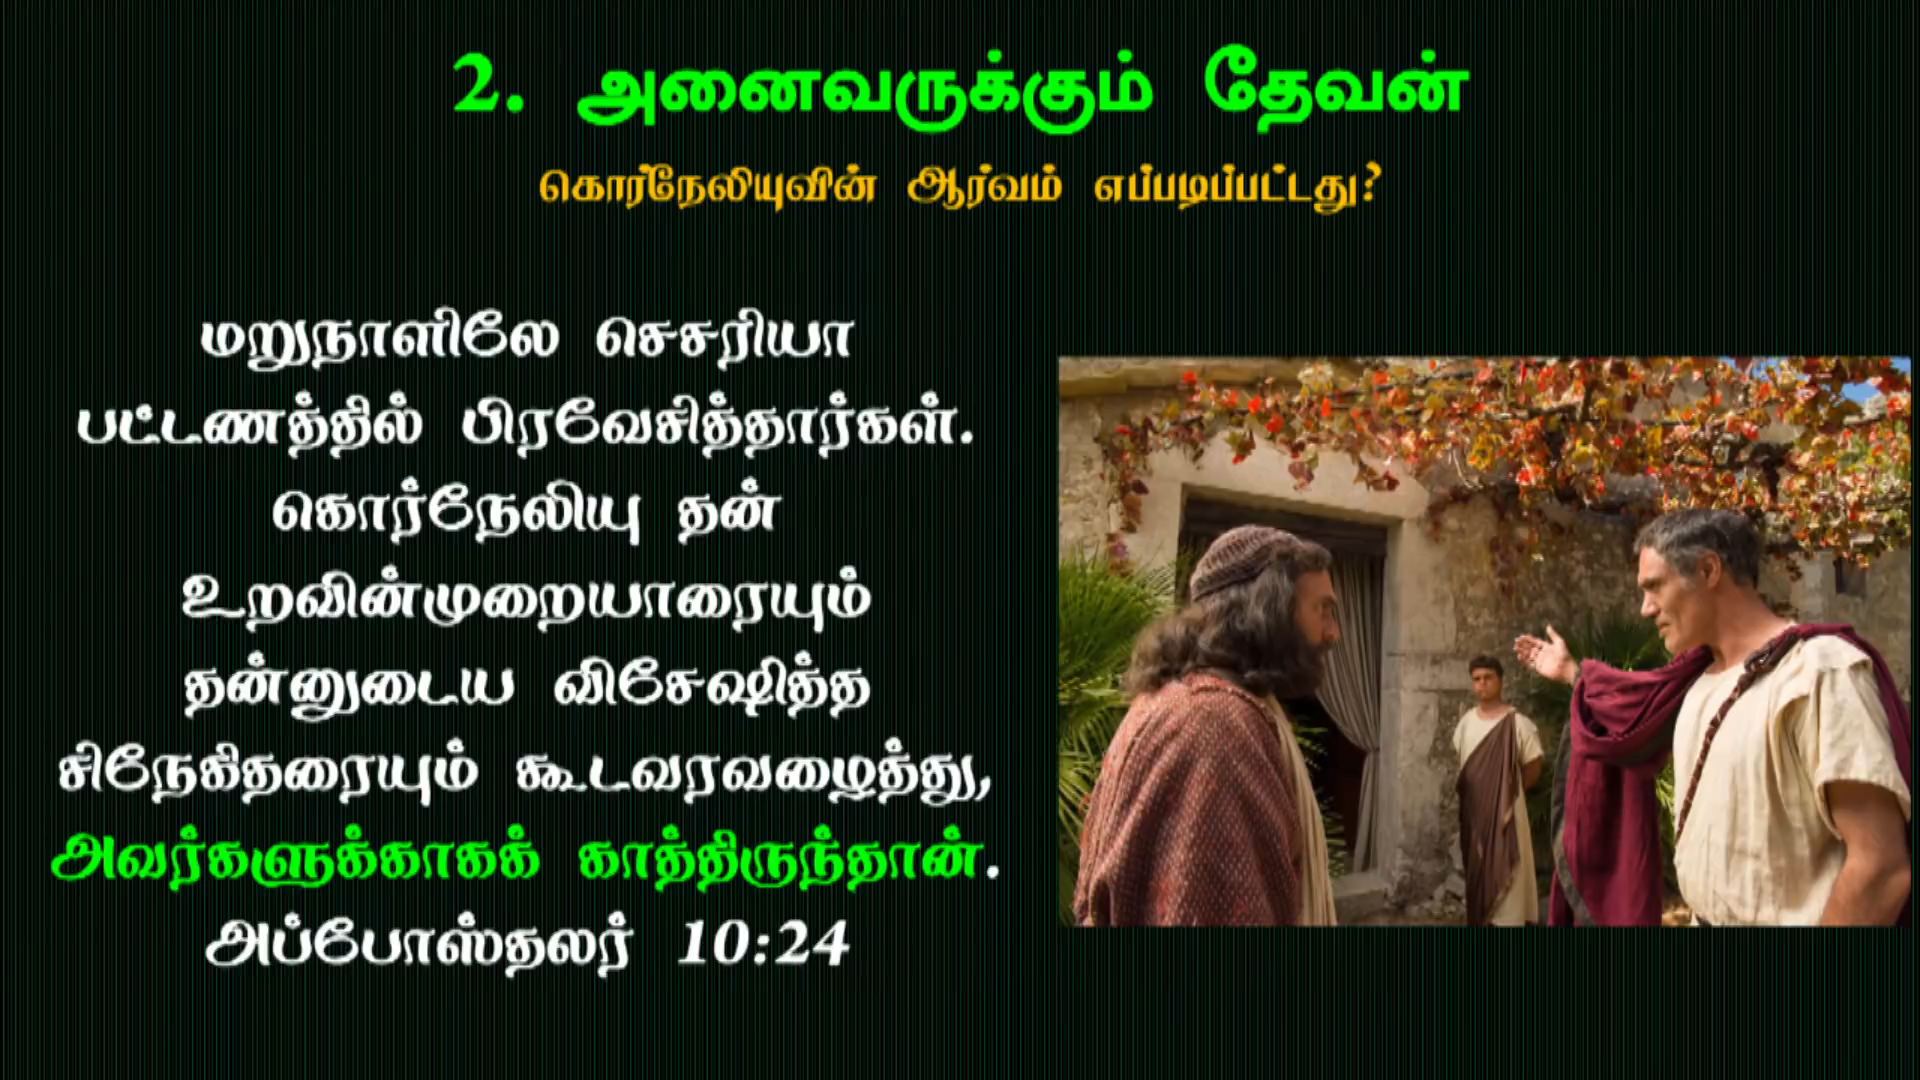 2. அனைவருக்கும் தேவன்
கொர்நேலியுவின் ஆர்வம் எப்படிப்பட்டது?
மறுநாளிலே செசரியா
பட்டணத்தில் பிரவேசித்தார்கள்.
கொர்நேலியு தன்
உறவின்முறையாரையும்
தன்னுடைய விசேஷித்த
சிநேகிதரையும் கூடவரவழைத்து,
அவர்களுக்காகக் காத்திருந்தான்.
அப்போஸ்தலர் 10:24